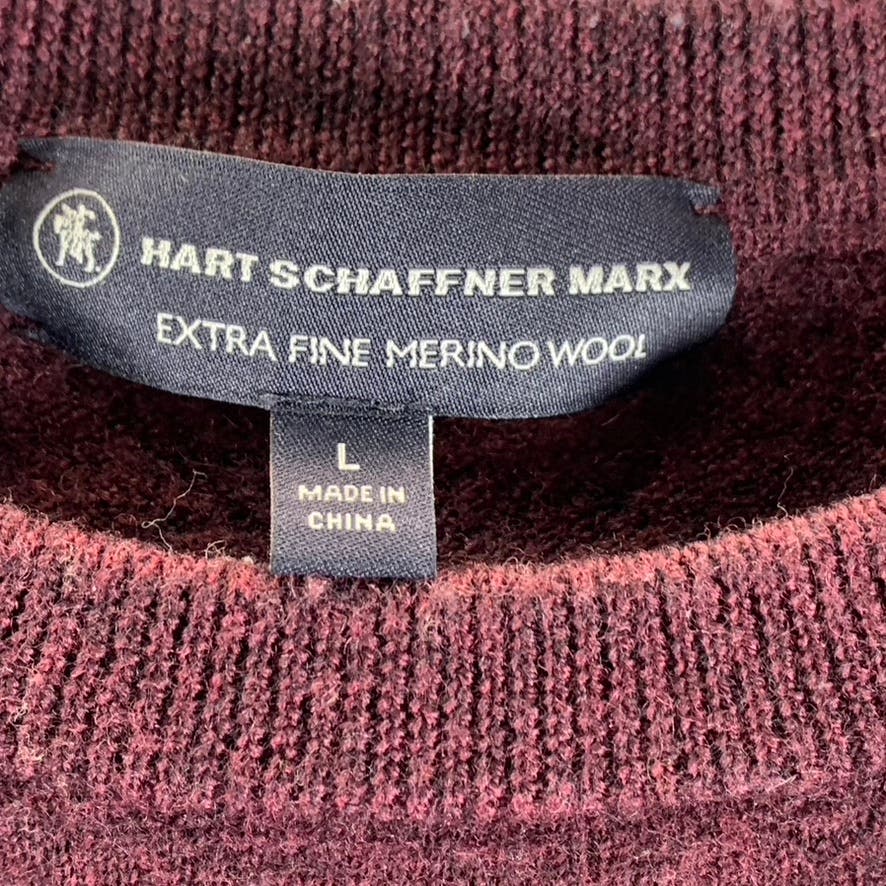 HART SCHAFFNER MARX
EXTRA FINE MERINO WOOL
L
MADE IN
CHINA